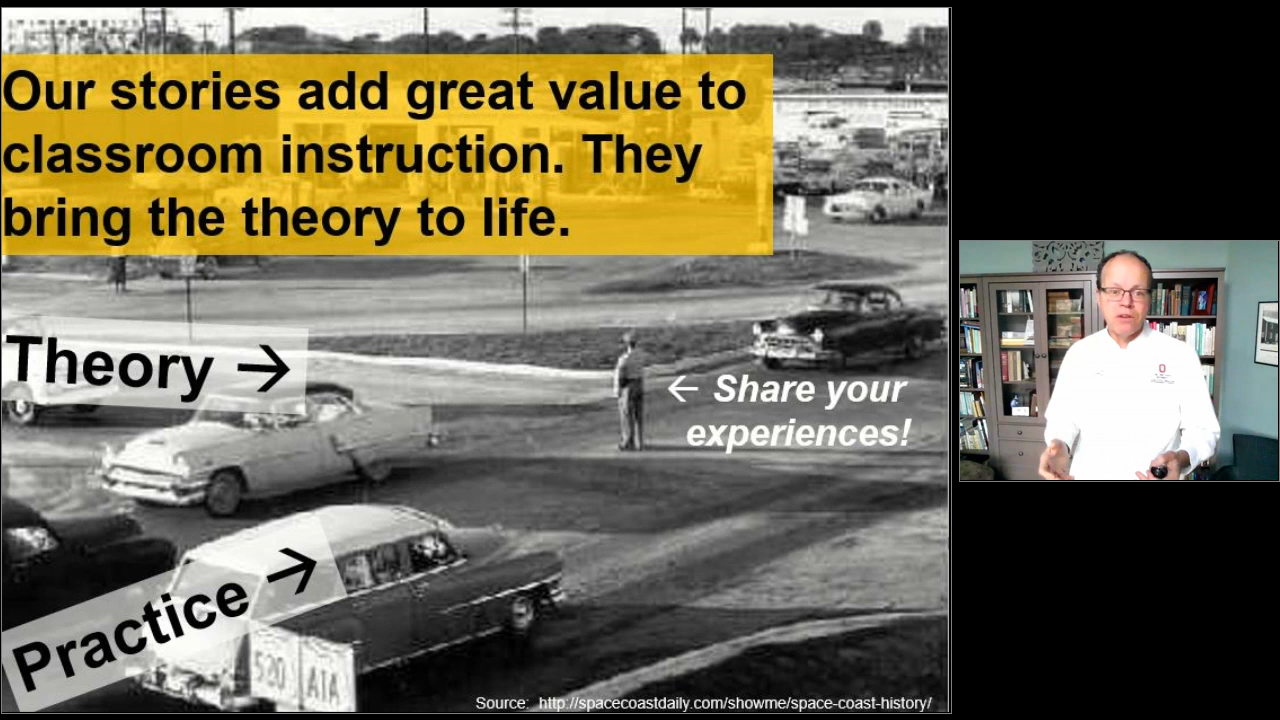 Our stories add great value to
classroom instruction. They
bring the theory to life.
Theory →
← Share your
experiences!
Practice →
520 A1A
Source: http://spacecoastdaily.com/showme/space-coast-history/